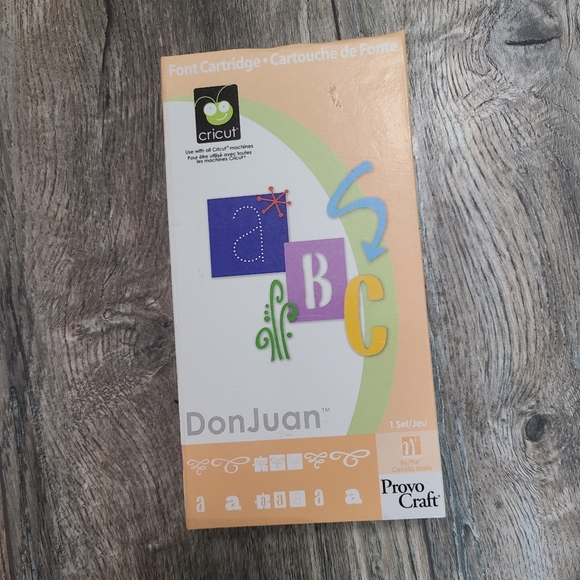 Font Cartridge • Cartouche de Fonte
cricut
Use with all Cricut™ machines
Pour être utilisé avec toutes
les machines Cricut®
a
B
C
DonJuan™
1 Set/Jeu
a a a a a a a
Provo
Craft®